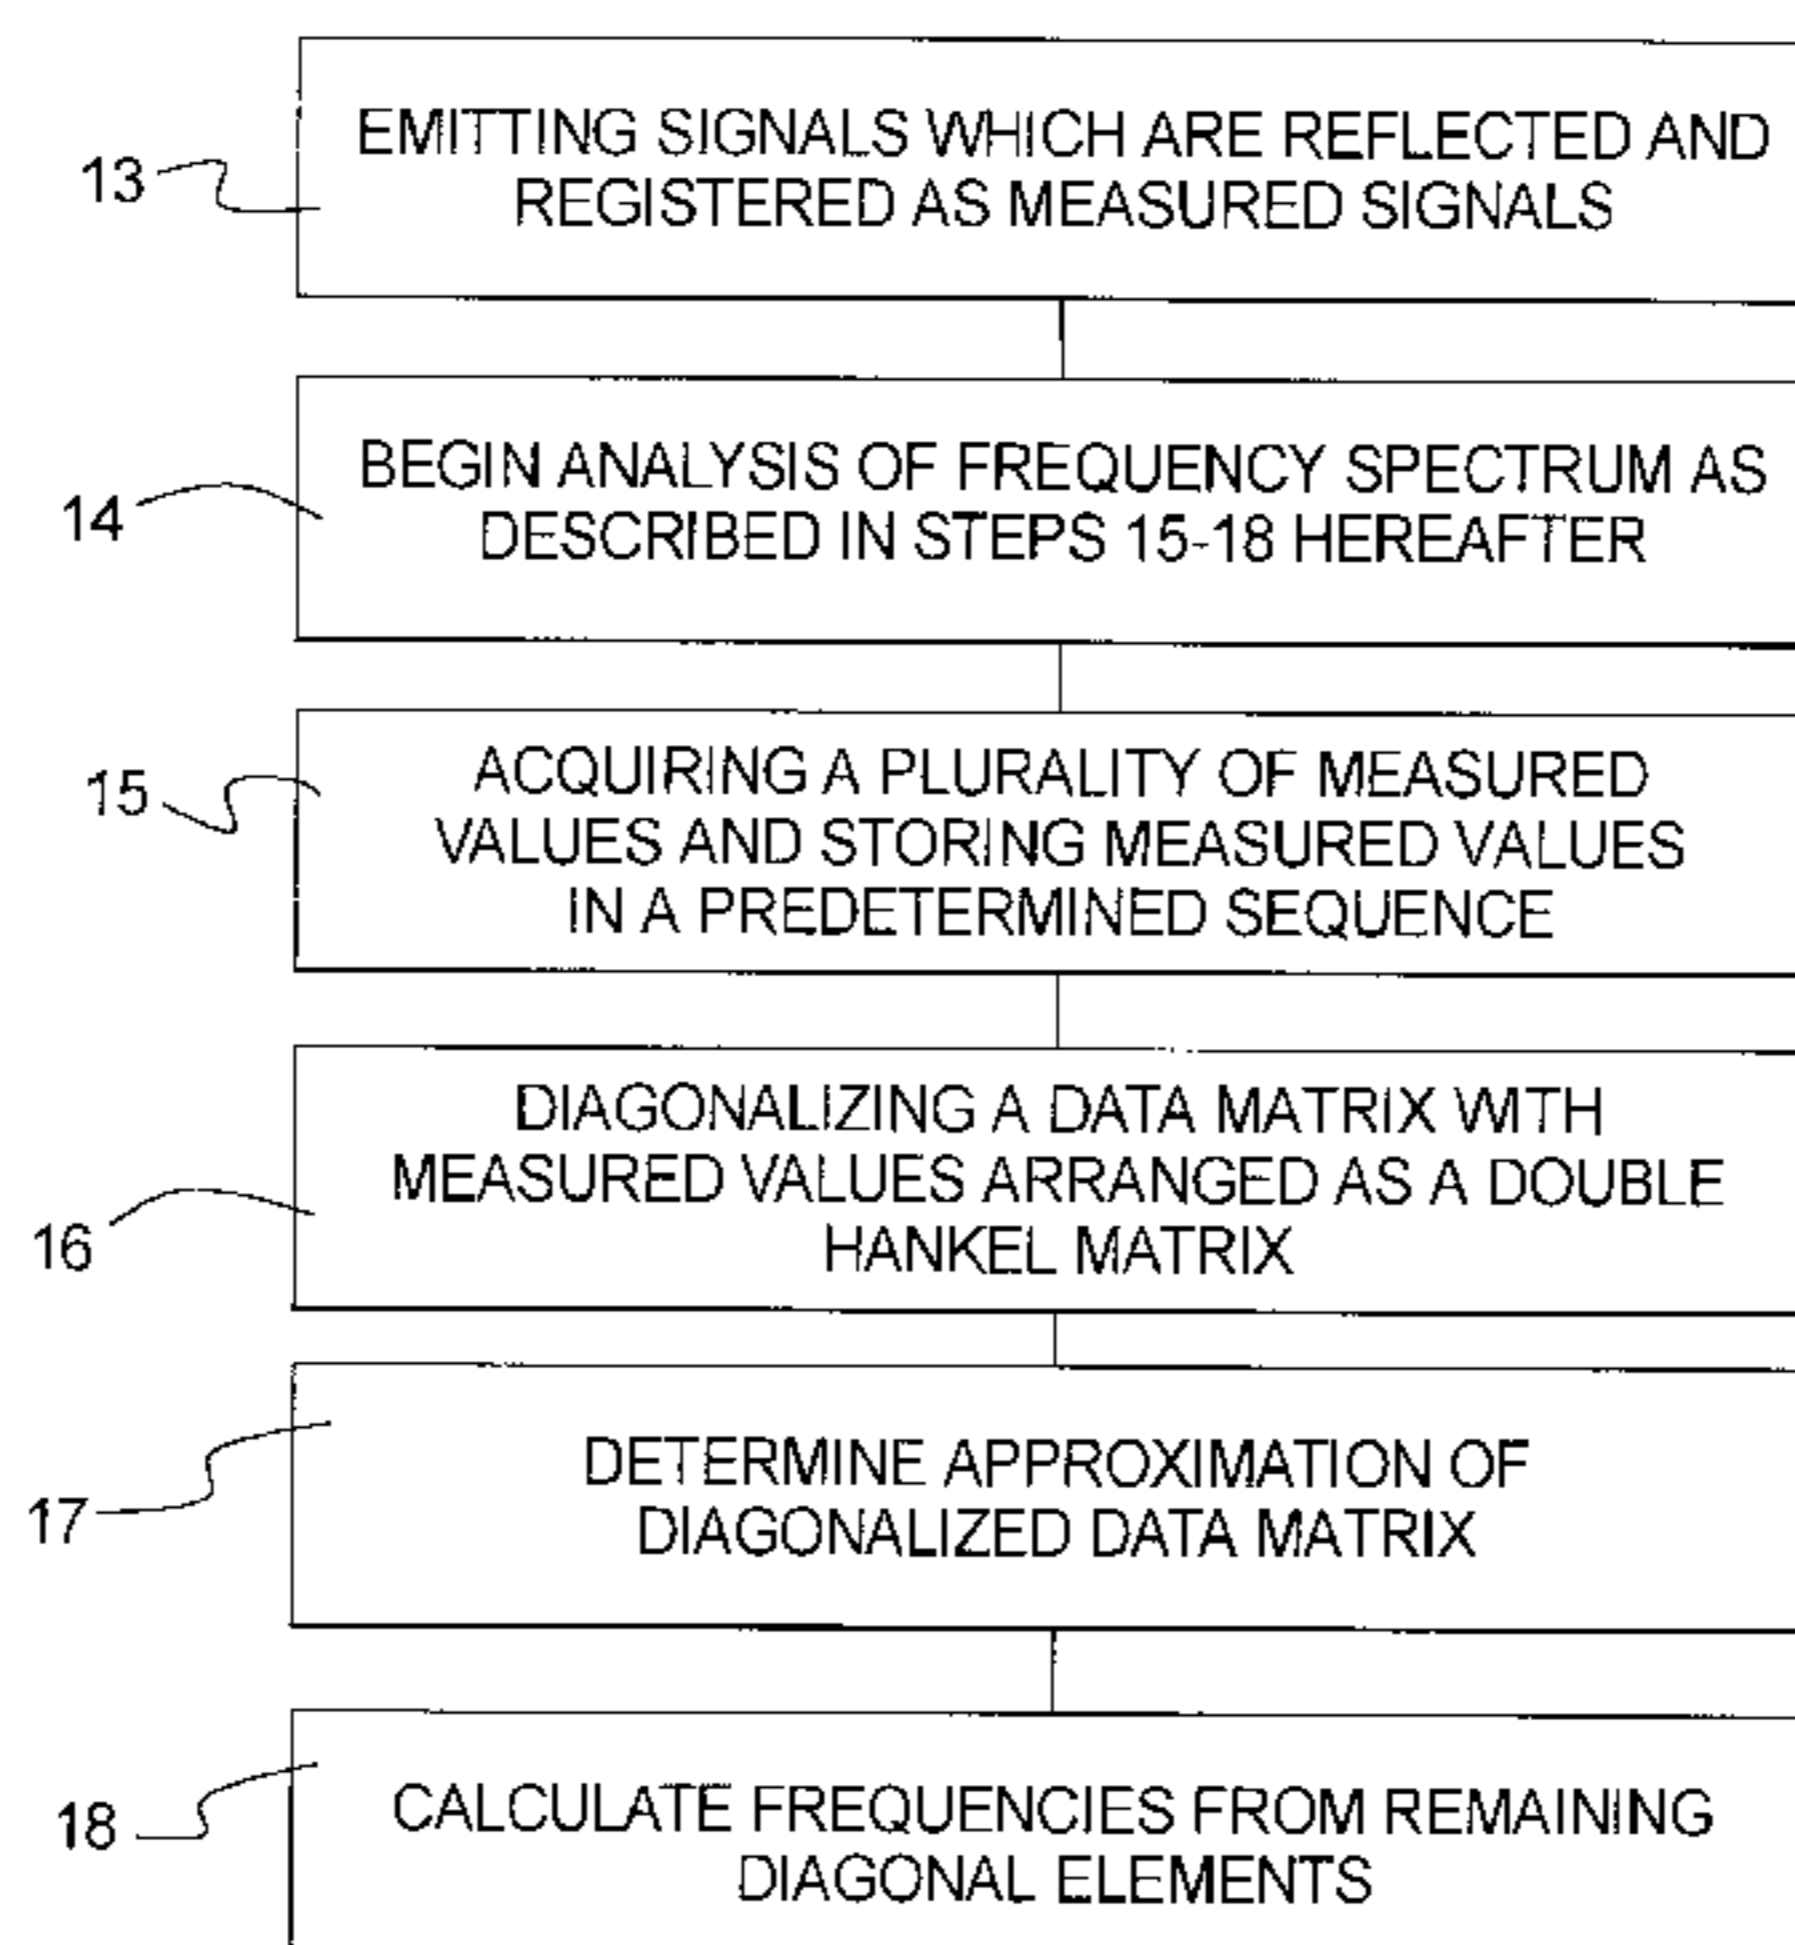 EMITTING SIGNALS WHICH ARE REFLECTED AND
13
REGISTERED AS MEASURED SIGNALS
BEGIN ANALYSIS OF FREQUENCY SPECTRUM AS
14
DESCRIBED IN STEPS 15-18 HEREAFTER
ACQUIRING A PLURALITY OF MEASURED
15
VALUES AND STORING MEASURED VALUES
IN A PREDETERMINED SEQUENCE
DIAGONALIZING A DATA MATRIX WITH
MEASURED VALUES ARRANGED AS A DOUBLE
16
HANKEL MATRIX
DETERMINE APPROXIMATION OF
17
DIAGONALIZED DATA MATRIX
CALCULATE FREQUENCIES FROM REMAINING
18
DIAGONAL ELEMENTS